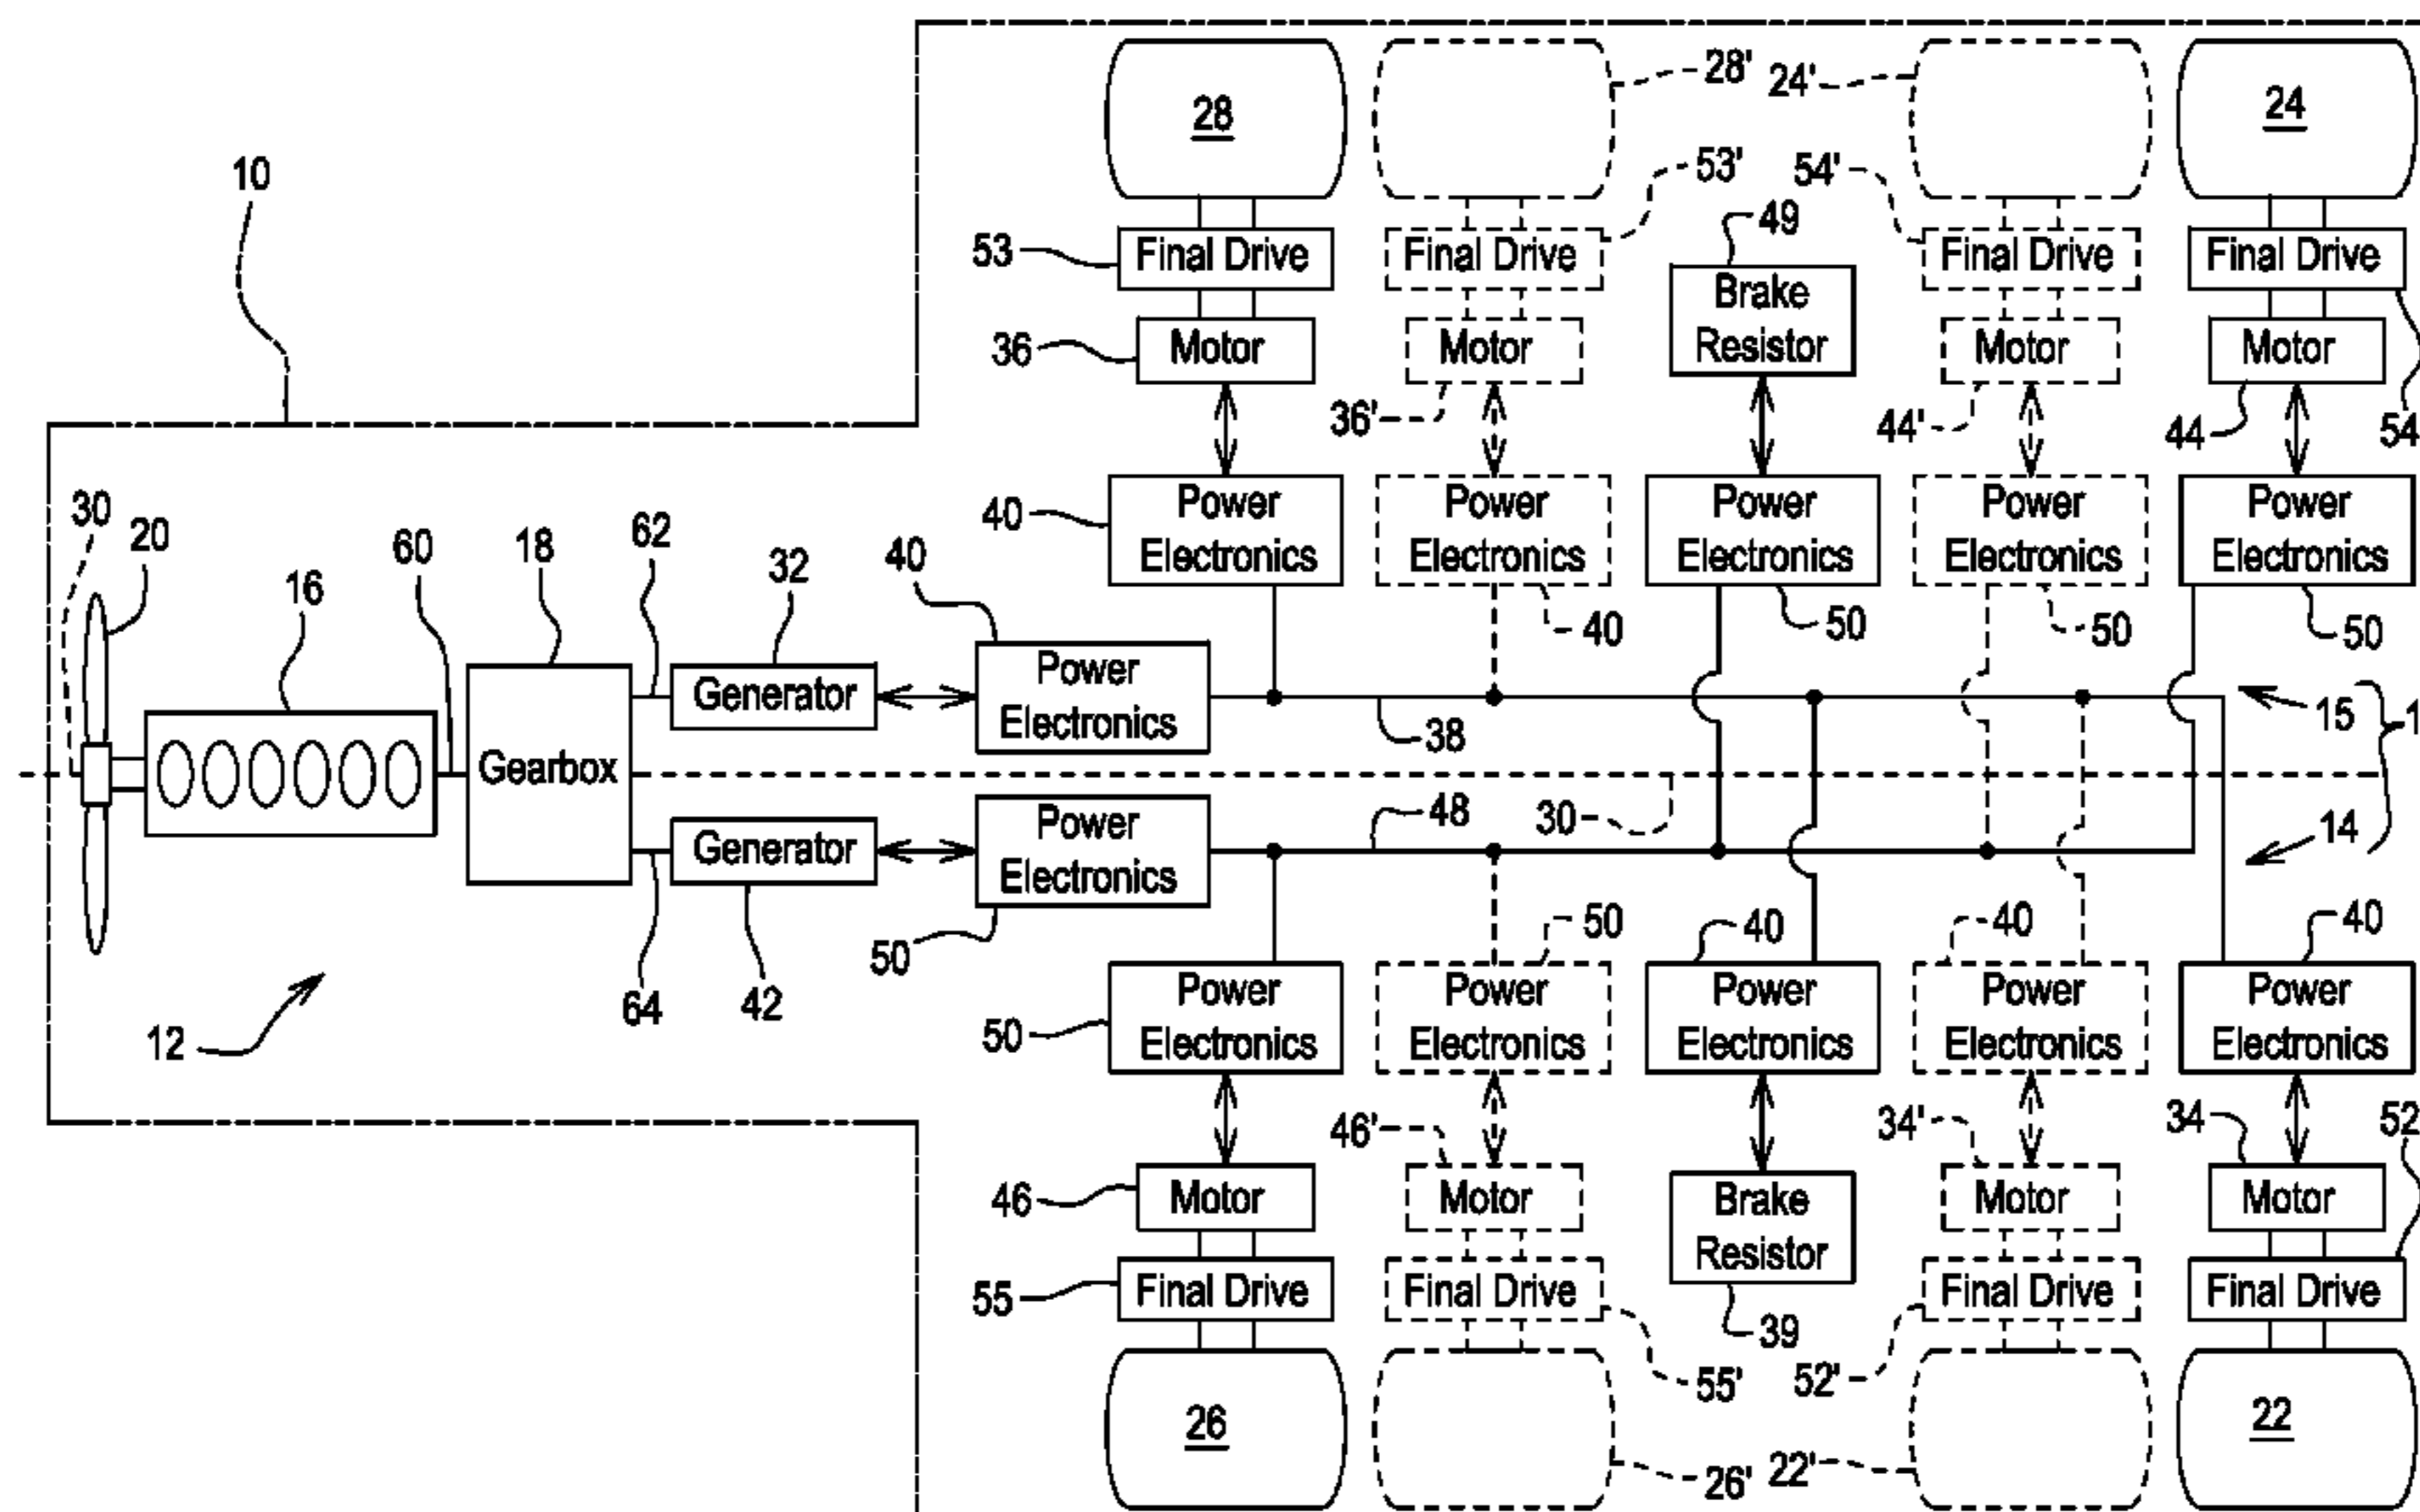 28
28'
24'
24
10
53
Final Drive
Final Drive
53'
54'
49
Final Drive
Final Drive
36
Motor
Motor
Brake
Resistor
Motor
Motor
36'
44'
44
54
30
20
60
18
62
32
40
40
Power
Electronics
Power
Electronics
Power
Electronics
Power
Electronics
Power
Electronics
16
40
50
50
50
Generator
Power
Electronics
38
15
1
Gearbox
30
48
14
Generator
Power
Electronics
50
64
42
12
50
40
40
40
50
Power
Electronics
Power
Electronics
Power
Electronics
Power
Electronics
Power
Electronics
46'
34'
34
52
46
Motor
Motor
Brake
Resistor
Motor
Motor
55
Final Drive
Final Drive
39
Final Drive
Final Drive
55'
52'
26
26'
22'
22